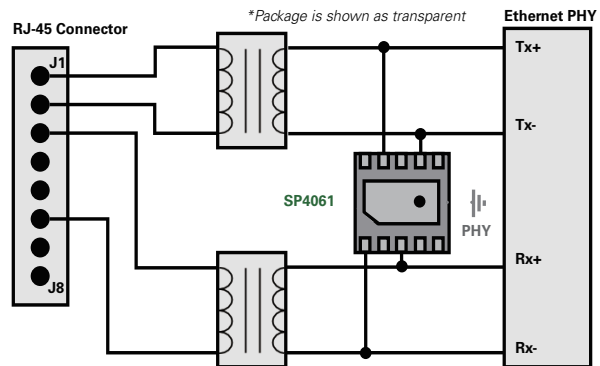 *Package is shown as transparent
Ethernet PHY
RJ-45 Connector
J1
Tx+
Tx-
SP4061
PHY
Rx+
J8
Rx-